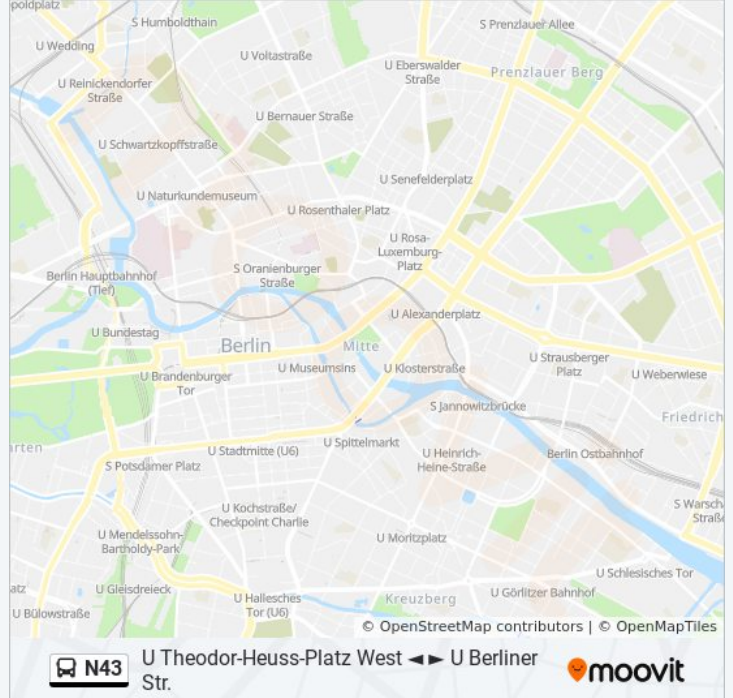 poldplatz
S Humboldthain
S Prenzlauer Allee
U Wedding
U Voltastraße
U Eberswalder
Straße
Prenzlauer Berg
U Reinickendorfer
Straße
U Bernauer Straße
U Schwartzkopffstraße
U Senefelderplatz
U Naturkundemuseum
U Rosenthaler Platz
U Rosa-
Luxemburg-
Platz
Berlin Hauptbahnhof
(Tief)
S Oranienburger
Straße
U Alexanderplatz
U Bundestag
Berlin
Mitte
U Strausberger
Platz
U Museumsins
U Klosterstraße
U Weberwiese
U Brandenburger
Tor
S Jannowitzbrücke
Friedrich
rten
U Stadtmitte (U6)
U Spittelmarkt
U Heinrich-
Heine-Straße
Berlin Ostbahnhof
S Potsdamer Platz
S Warsch
Straße
U Kochstraße/
Checkpoint Charlie
U Mendelssohn-
Bartholdy-Park
U Moritzplatz
U Schlesisches Tor
atz
U Gleisdreieck
U Hallesches
Tor (U6)
Kreuzberg
U Görlitzer Bahnhof
U Bülowstraße
© OpenStreetMap contributors | © OpenMapTiles
N43
U Theodor-Heuss-Platz West ◄ ► U Berliner
Str.
moovit